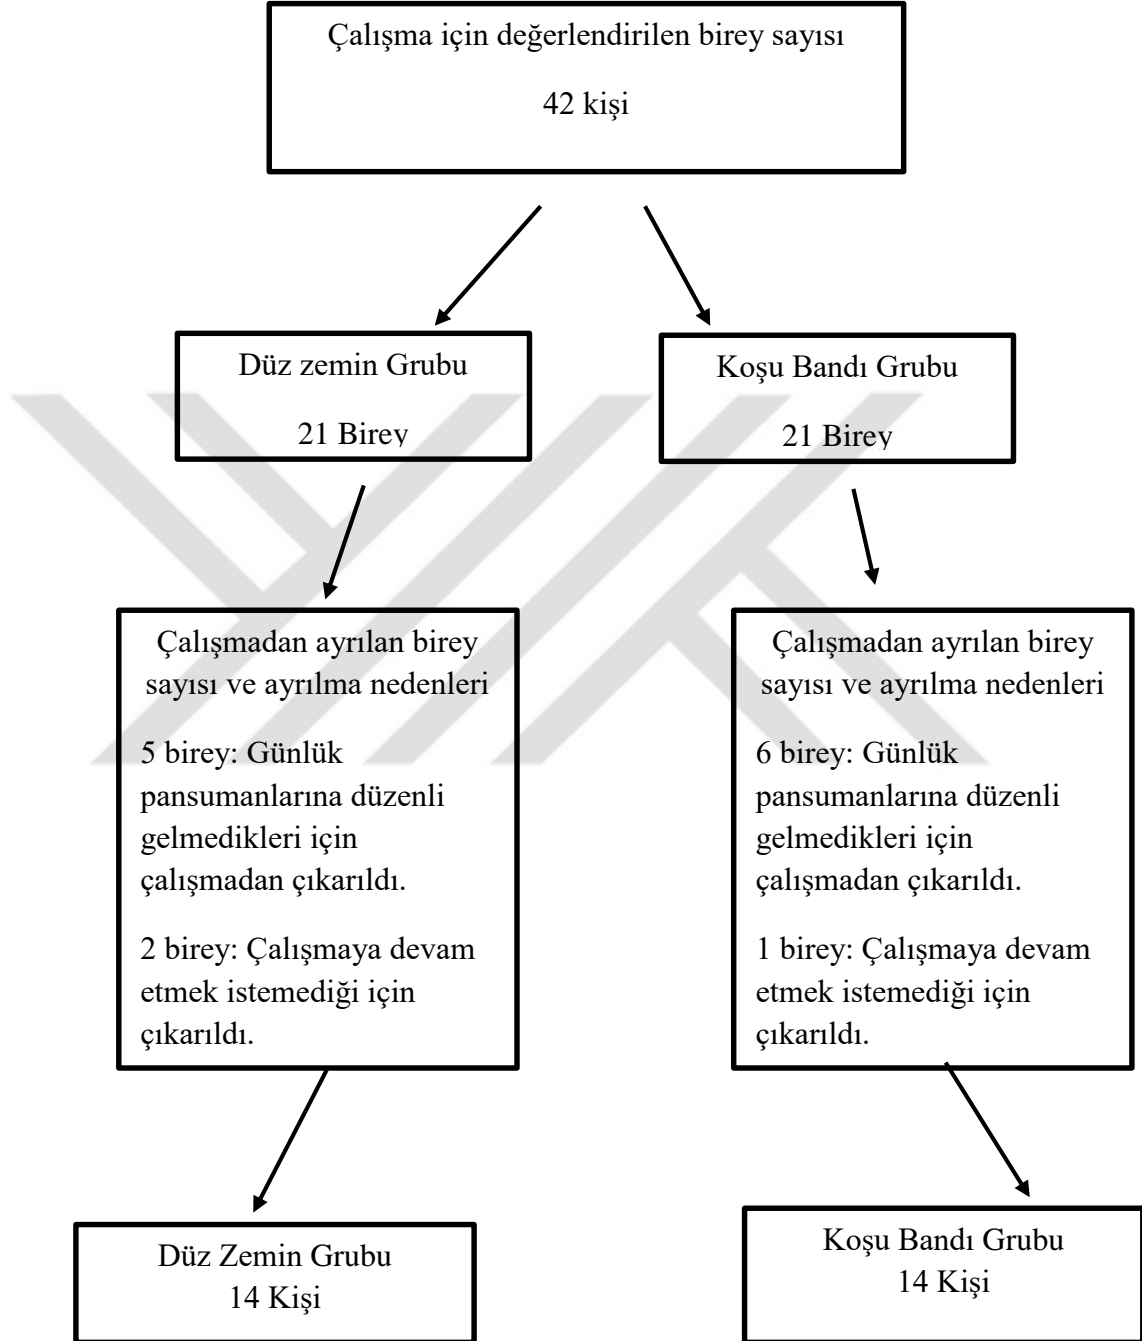 Çalışma için değerlendirilen birey sayısı
42 kişi
Düz zemin Grubu
21 Birey
Koşu Bandı Grubu
21 Birey
Çalışmadan ayrılan birey
sayısı ve ayrılma nedenleri
5 birey: Günlük
pansumanlarına düzenli
gelmedikleri için
çalışmadan çıkarıldı.
2 birey: Çalışmaya devam
etmek istemediği için
çıkarıldı.
Çalışmadan ayrılan birey
sayısı ve ayrılma nedenleri
6 birey: Günlük
pansumanlarına düzenli
gelmedikleri için
çalışmadan çıkarıldı.
1 birey: Çalışmaya devam
etmek istemediği için
çıkarıldı.
Düz Zemin Grubu
14 Kişi
Koşu Bandı Grubu
14 Kişi